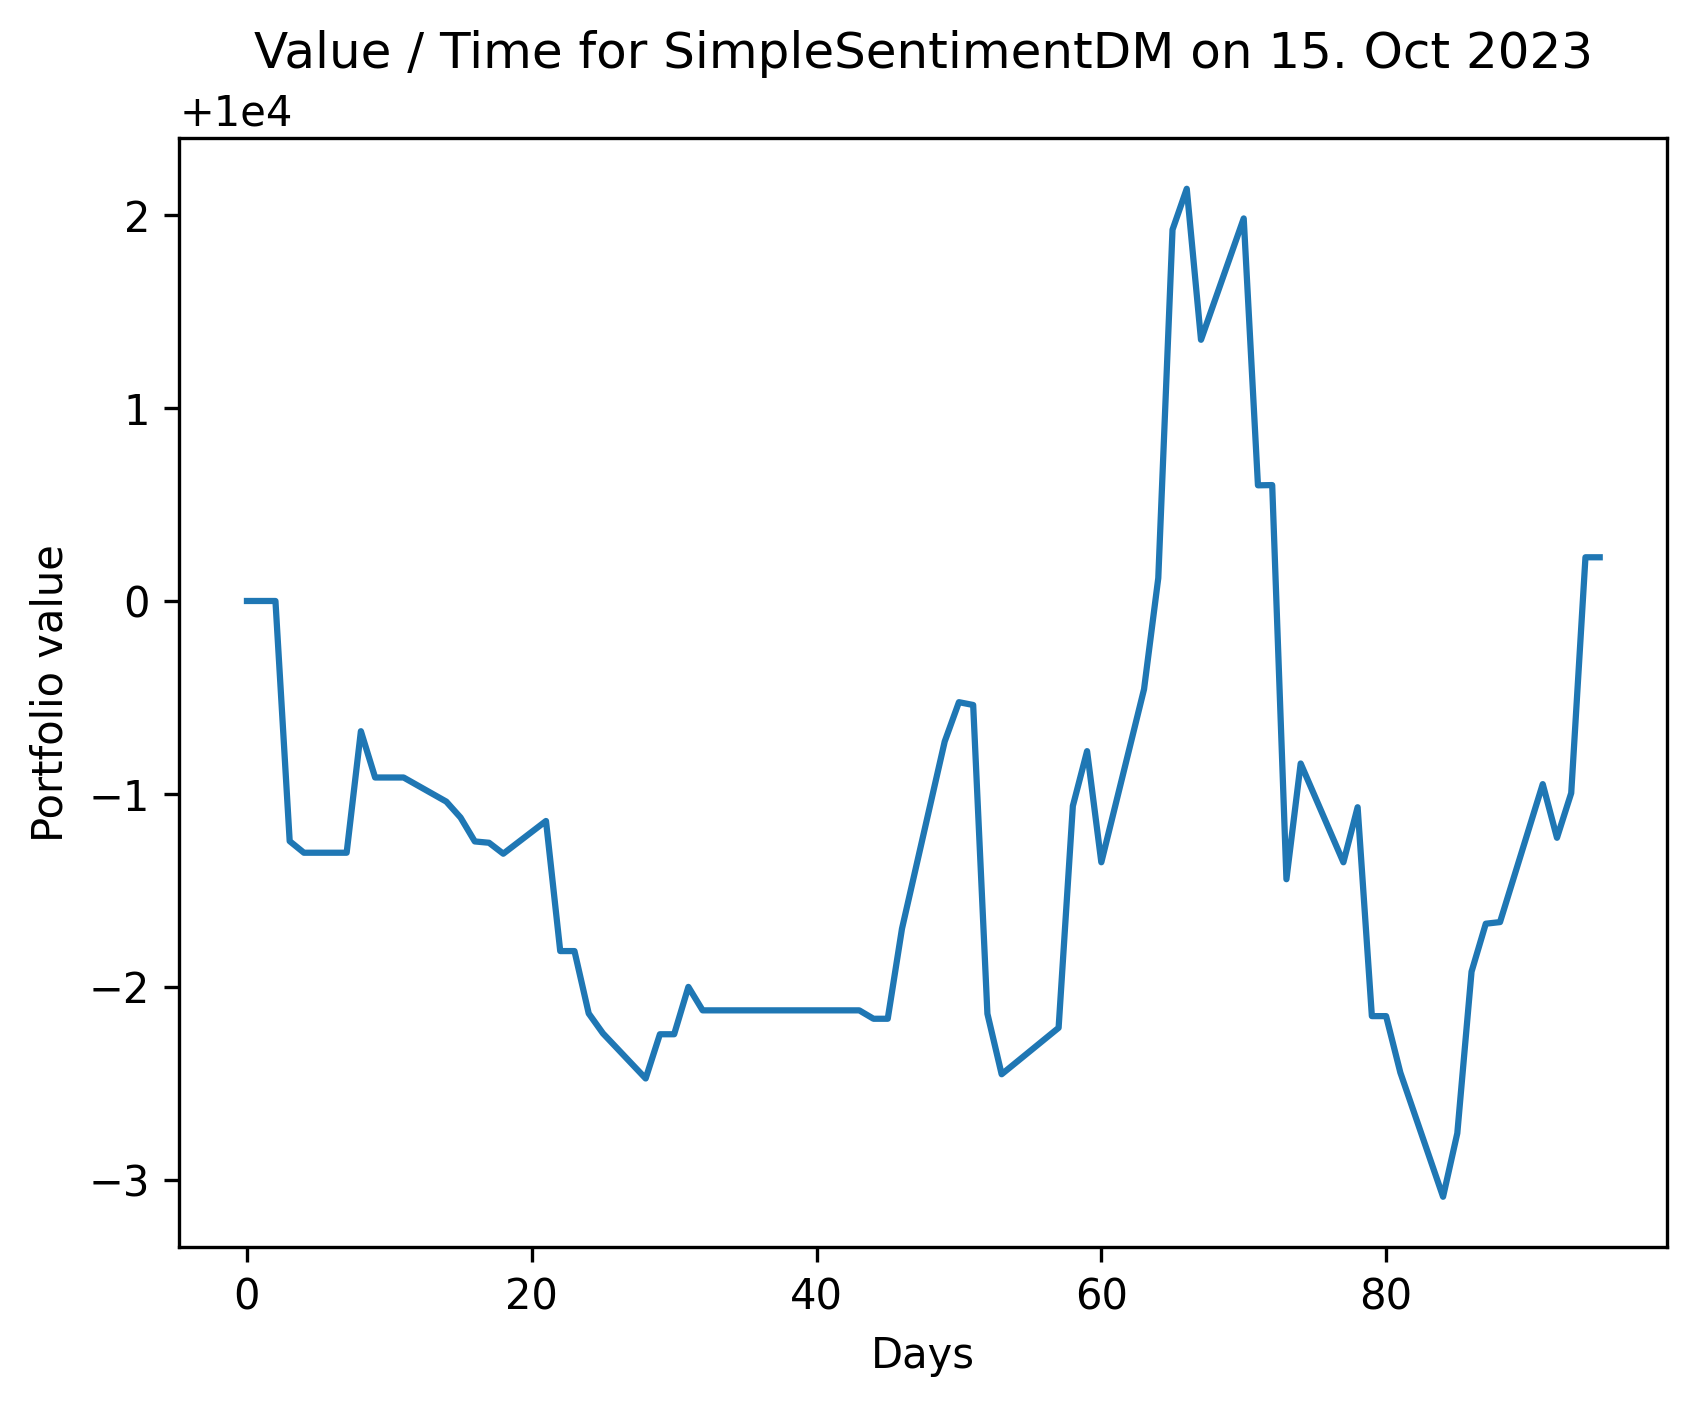 Value / Time for SimpleSentimentDM on 15. Oct 2023
+1e4
2
1
0
−1
−2
−3
Portfolio value
0 20 40 60 80
Days